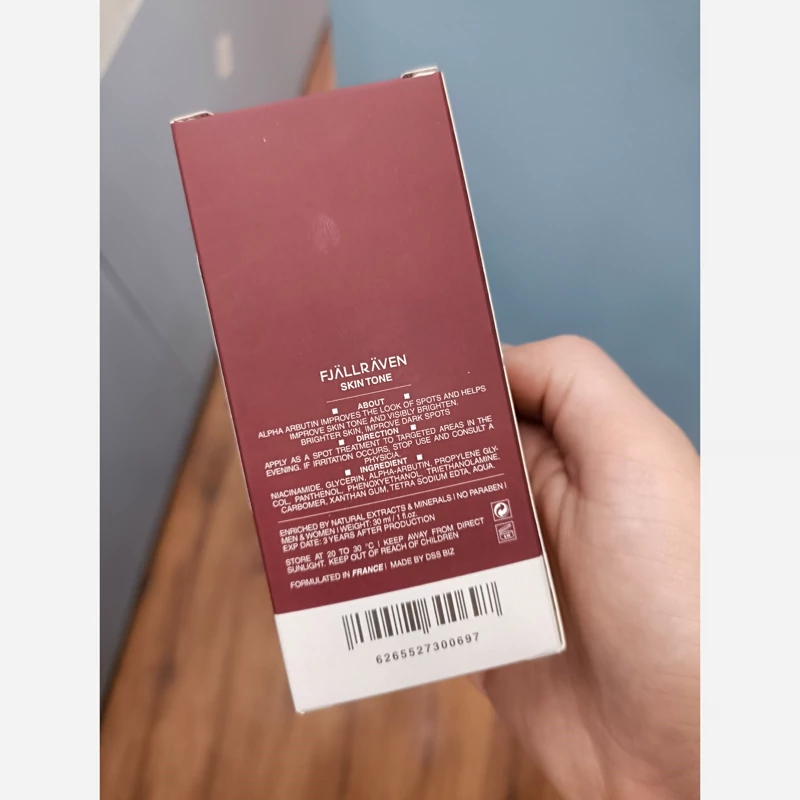 FJÄLLRÄVEN
SKIN TONE
ABOUT
ALPHA ARBUTIN IMPROVES THE LOOK OF SPOTS AND HELPS
IMPROVE SKIN TONE AND VISIBLY BRIGHTEN.
BRIGHTER SKIN, IMPROVE DARK SPOTS
DIRECTION
APPLY AS A SPOT TREATMENT TO TARGETED AREAS IN THE
EVENING. IF IRRITATION OCCURS, STOP USE AND CONSULT A
PHYSICA.
INGREDIENT
NIACINAMIDE, GLYCERIN, ALPHA-ARBUTIN, PROPYLENE GLY-
COL, PANTHENOL, PHENOXYETHANOL, TRIETHANOLAMINE,
CARBOMER, XANTHAN GUM, TETRA SODIUM EDTA, AQUA.
ENRICHED BY NATURAL EXTRACTS & MINERALS | NO PARABEN |
MEN & WOMEN | WEIGHT: 30 ml / 1 fl.oz.
EXP DATE: 3 YEARS AFTER PRODUCTION
STORE AT 20 TO 30 °C | KEEP AWAY FROM DIRECT
SUNLIGHT. KEEP OUT OF REACH OF CHILDREN
FORMULATED IN FRANCE | MADE BY DSS BIZ
6265527300697